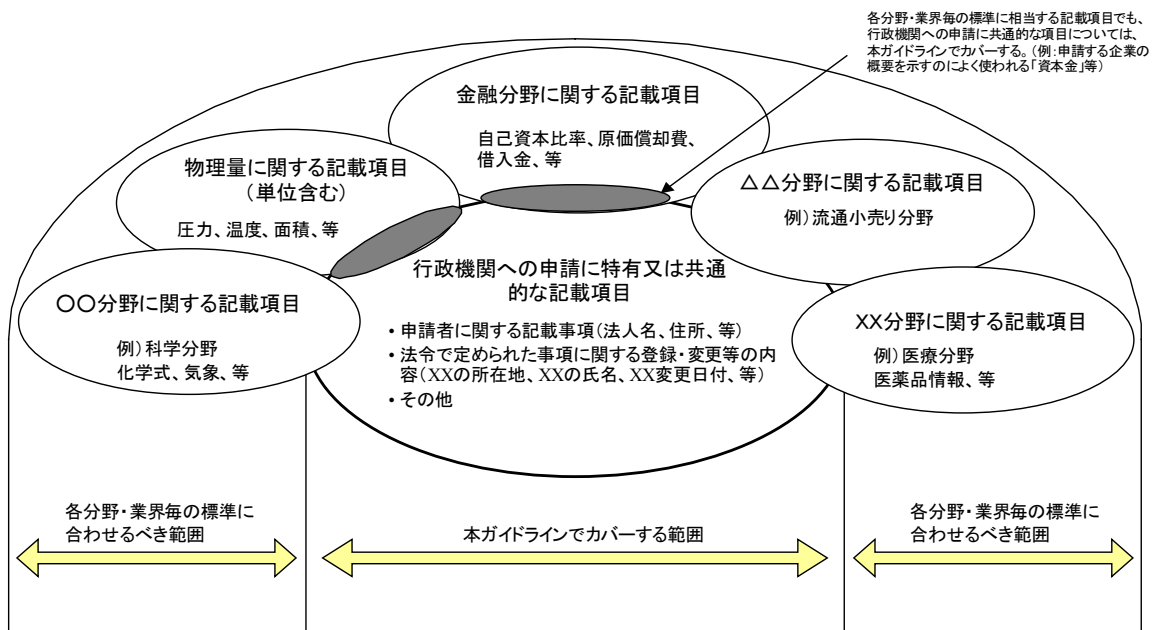 各分野・業界毎の標準に相当する記載項目でも、
行政機関への申請に共通的な項目については、
本ガイドラインでカバーする。(例:申請する企業の
概要を示すのによく使われる「資本金」等)
金融分野に関する記載項目
自己資本比率、原価償却費、
借入金、等
物理量に関する記載項目
(単位含む)
圧力、温度、面積、等
△△分野に関する記載項目
例)流通小売り分野
〇〇分野に関する記載項目
例)科学分野
化学式、気象、等
行政機関への申請に特有又は共通
的な記載項目
・申請者に関する記載事項(法人名、住所、等)
・法令で定められた事項に関する登録・変更等の内
容(XXの所在地、XXの氏名、XX変更日付、等)
・その他
XX分野に関する記載項目
例)医療分野
医薬品情報、等
各分野・業界毎の標準に
合わせるべき範囲
本ガイドラインでカバーする範囲
各分野・業界毎の標準に
合わせるべき範囲